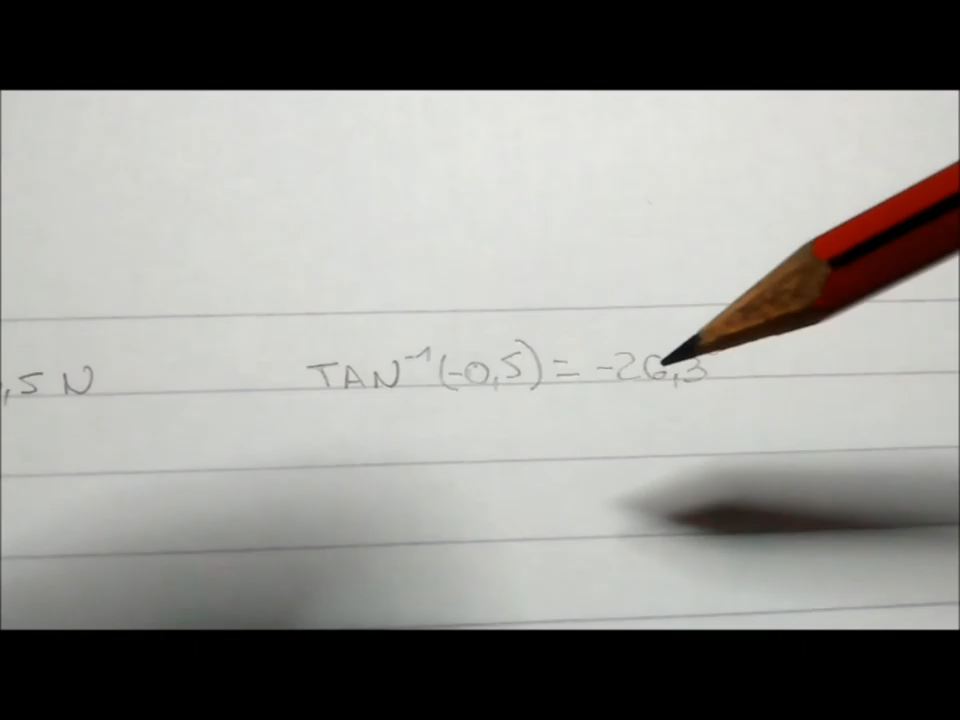 ,5 N TAN⁻¹(-0,5) = -26,3